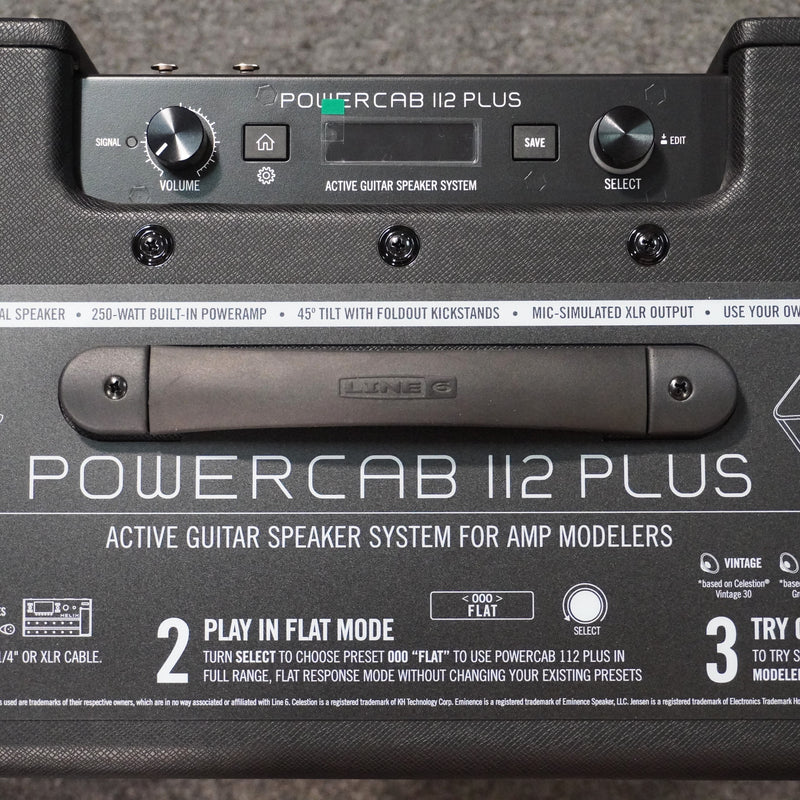 POWERCAB 112 PLUS
SIGNAL
SAVE
EDIT
VOLUME
ACTIVE GUITAR SPEAKER SYSTEM
SELECT
SPEAKER • 250-WATT BUILT-IN POWERAMP • 45° TILT WITH FOLDOUT KICKSTANDS • MIC-SIMULATED XLR OUTPUT • USE YOUR
LINE 6
POWERCAB 112 PLUS
ACTIVE GUITAR SPEAKER SYSTEM FOR AMP MODELERS
VINTAGE
*based on Celestion®
Vintage 30
HELIX
<000>
FLAT
SELECT
2 PLAY IN FLAT MODE
TURN SELECT TO CHOOSE PRESET 000 “FLAT” TO USE POWERCAB 112 PLUS IN
FULL RANGE, FLAT RESPONSE MODE WITHOUT CHANGING YOUR EXISTING PRESETS
1/4" OR XLR CABLE.
3 TRY
TO TRY
used are trademarks of their respective owners, which are in no way associated or affiliated with Line 6. Celestion is a registered trademark of KH Technology Corp. Eminence is a registered trademark of Eminence Speaker, LLC. Jensen is a registered trademark of Electronics Trademark